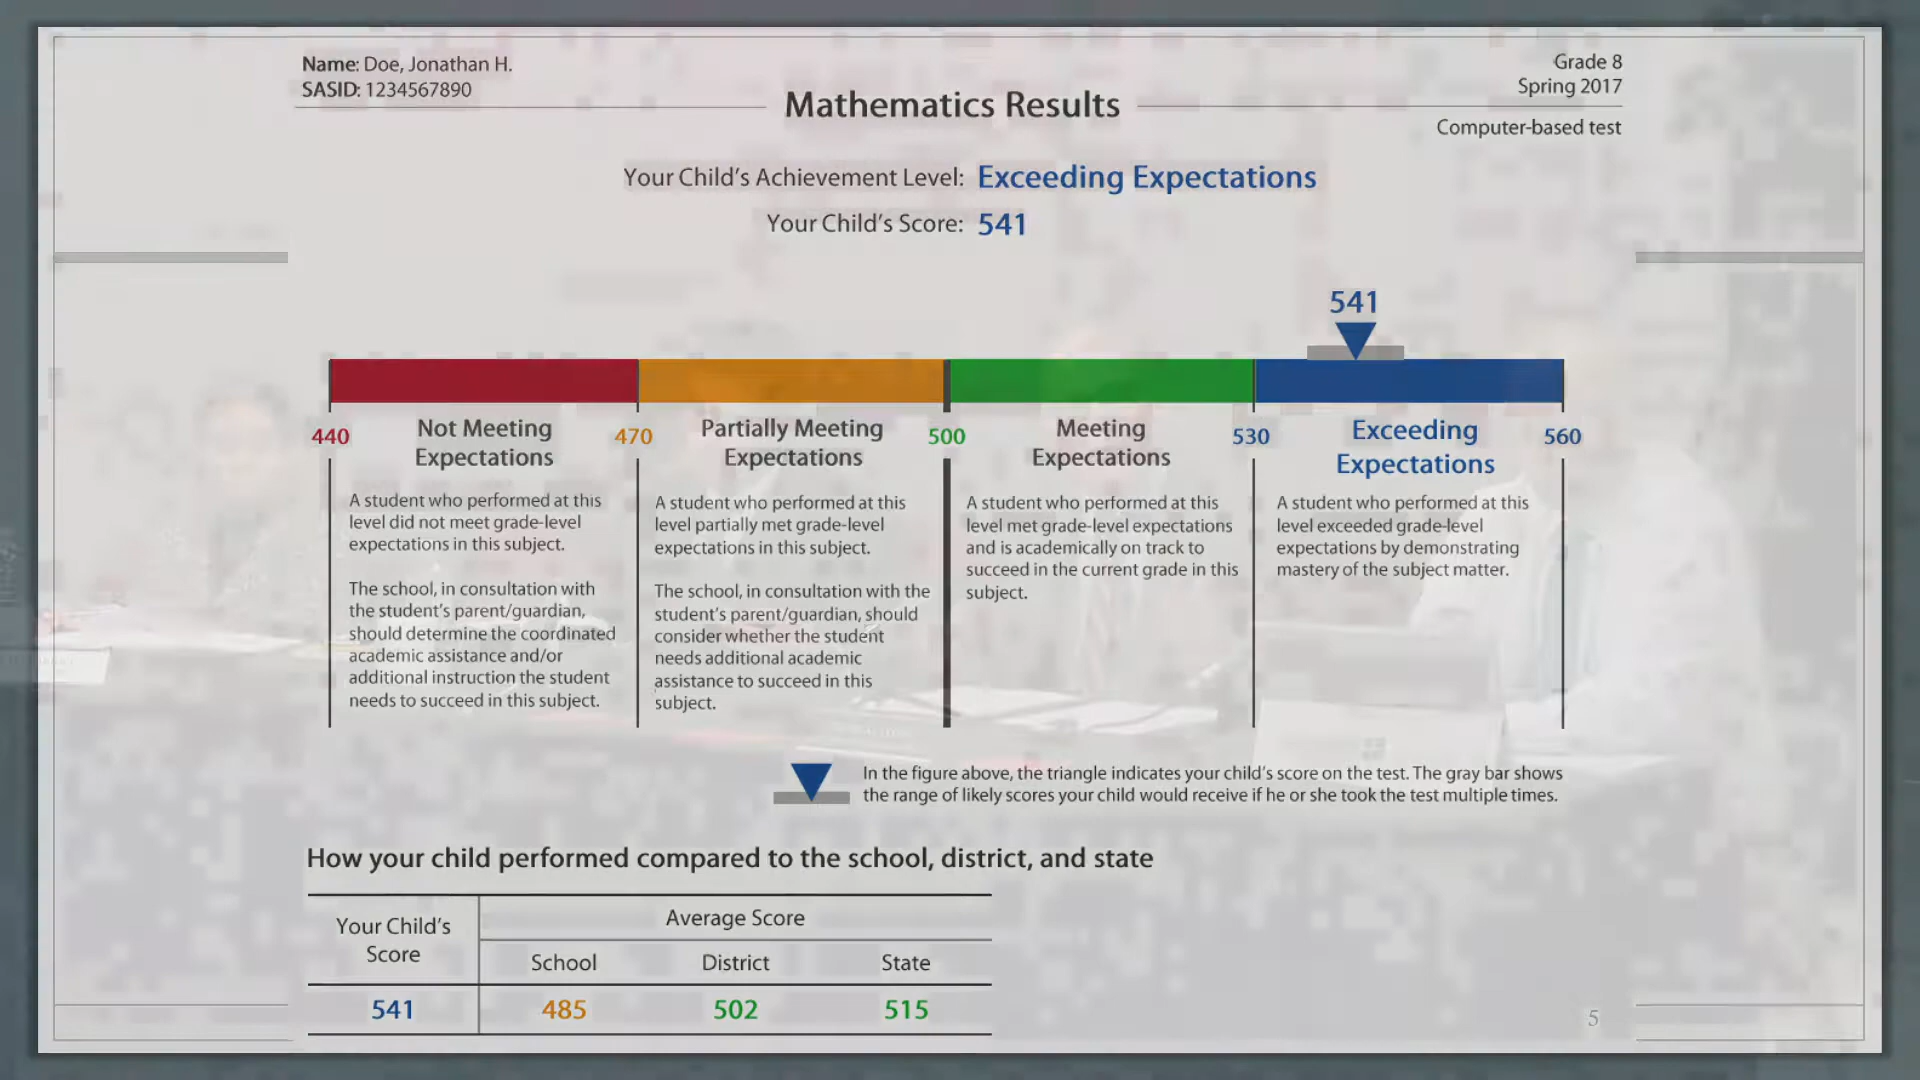 Name: Doe, Jonathan H.
SASID: 1234567890
Grade 8
Spring 2017
Mathematics Results
Computer-based test
Your Child's Achievement Level: Exceeding Expectations
Your Child's Score: 541
541
440
Not Meeting
Expectations
470
Partially Meeting
Expectations
500
Meeting
Expectations
530
Exceeding
Expectations
560
A student who performed at this
level did not meet grade-level
expectations in this subject.
The school, in consultation with
the student's parent/guardian,
should determine the coordinated
academic assistance and/or
additional instruction the student
needs to succeed in this subject.
A student who performed at this
level partially met grade-level
expectations in this subject.
The school, in consultation with the
student's parent/guardian, should
consider whether the student
needs additional academic
assistance to succeed in this
subject.
A student who performed at this
level met grade-level expectations
and is academically on track to
succeed in the current grade in this
subject.
A student who performed at this
level exceeded grade-level
expectations by demonstrating
mastery of the subject matter.
In the figure above, the triangle indicates your child's score on the test. The gray bar shows
the range of likely scores your child would receive if he or she took the test multiple times.
How your child performed compared to the school, district, and state
Your Child's
Score
Average Score
School District State
541 485 502 515
5